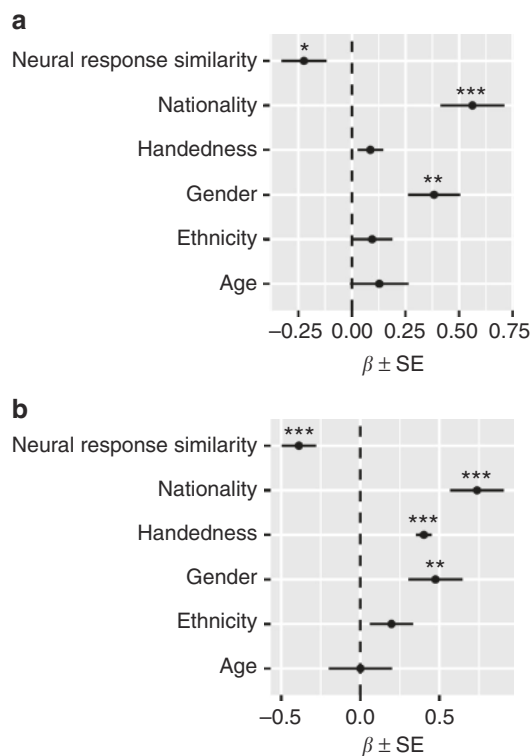 a
Neural response similarity
*
Nationality
***
Handedness
Gender
**
Ethnicity
Age
–0.25 0.00 0.25 0.50 0.75
β ± SE
b
Neural response similarity
***
Nationality
***
Handedness
***
Gender
**
Ethnicity
Age
–0.5 0.0 0.5
β ± SE